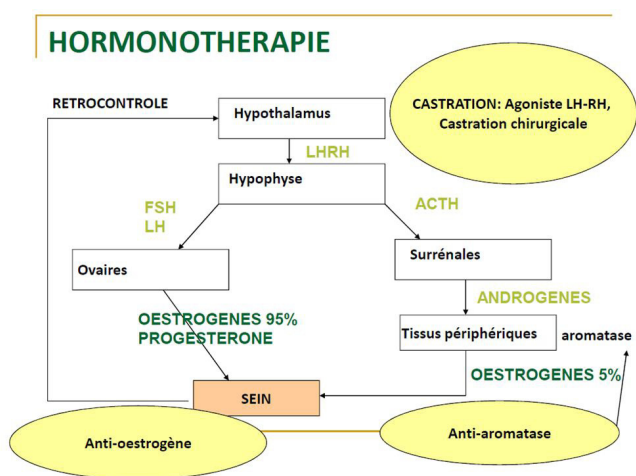 HORMONOTHERAPIE
RETROCONTROLE
Hypothalamus
CASTRATION: Agoniste LH-RH,
Castration chirurgicale
LHRH
Hypophyse
FSH
LH
ACTH
Ovaires
Surrénales
ANDROGENES
OESTROGENES 95%
PROGESTERONE
Tissus périphériques
aromatase
OESTROGENES 5%
SEIN
Anti-oestrogène
Anti-aromatase